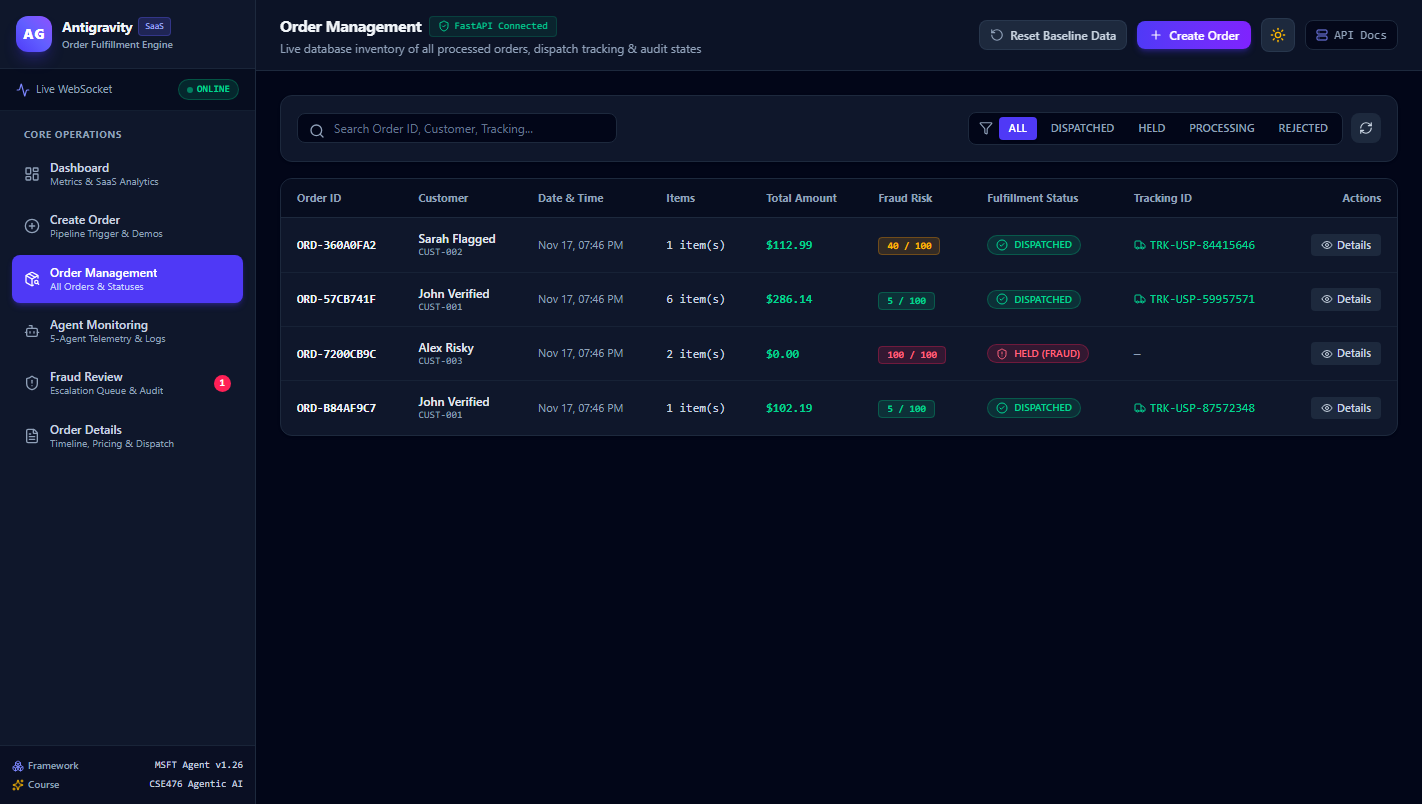 AG
Antigravity SaaS
Order Fulfillment Engine
Live WebSocket ONLINE
CORE OPERATIONS
Dashboard
Metrics & SaaS Analytics
Create Order
Pipeline Trigger & Demos
Order Management
All Orders & Statuses
Agent Monitoring
5-Agent Telemetry & Logs
Fraud Review
Escalation Queue & Audit
1
Order Details
Timeline, Pricing & Dispatch
Framework MSFT Agent v1.26
Course CSE476 Agentic AI
Order Management FastAPI Connected
Live database inventory of all processed orders, dispatch tracking & audit states
Reset Baseline Data Create Order API Docs
Search Order ID, Customer, Tracking...
ALL DISPATCHED HELD PROCESSING REJECTED
Order ID Customer Date & Time Items Total Amount Fraud Risk Fulfillment Status Tracking ID Actions
ORD-360A0FA2 Sarah Flagged Nov 17, 07:46 PM 1 item(s) $112.99 40 / 100 DISPATCHED TRK-USP-84415646 Details
CUST-002
ORD-57CB741F John Verified Nov 17, 07:46 PM 6 item(s) $286.14 5 / 100 DISPATCHED TRK-USP-59957571 Details
CUST-001
ORD-7200CB9C Alex Risky Nov 17, 07:46 PM 2 item(s) $0.00 100 / 100 HELD (FRAUD) — Details
CUST-003
ORD-B84AF9C7 John Verified Nov 17, 07:46 PM 1 item(s) $102.19 5 / 100 DISPATCHED TRK-USP-87572348 Details
CUST-001